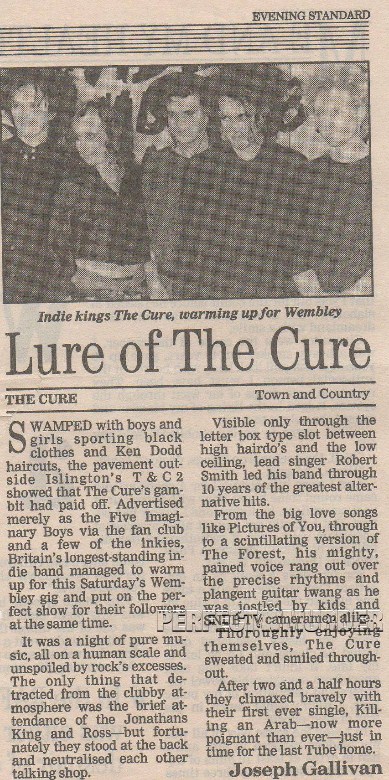 EVENING STANDARD
Indie kings The Cure, warming up for Wembley
Lure of The Cure
THE CURE
Town and Country
SWAMPED with boys and
girls sporting black
clothes and Ken Dodd
haircuts, the pavement out-
side Islington's T & C 2
showed that The Cure's gam-
bit had paid off. Advertised
merely as the Five Imagi-
nary Boys via the fan club
and a few of the inkies,
Britain's longest-standing in-
die band managed to warm
up for this Saturday's Wem-
bley gig and put on the per-
fect show for their followers
at the same time.
It was a night of pure mu-
sic, all on a human scale and
unspoiled by rock's excesses.
The only thing that de-
tracted from the clubby at-
mosphere was the brief at-
tendance of the Jonathans
King and Ross—but fortu-
nately they stood at the back
and neutralised each other
talking shop.
Visible only through the
letter box type slot between
high hairdo's and the low
ceiling, lead singer Robert
Smith led his band through
10 years of the greatest alter-
native hits.
From the big love songs
like Pictures of You, through
to a scintillating version of
The Forest, his mighty,
pained voice rang out over
the precise rhythms and
plangent guitar twang as he
was jostled by kids and
cameramen alike.
Thoroughly enjoying
themselves, The Cure
sweated and smiled through-
out.
After two and a half hours
they climaxed bravely with
their first ever single, Kill-
ing an Arab—now more
poignant than ever—just in
time for the last Tube home.
Joseph Gallivan